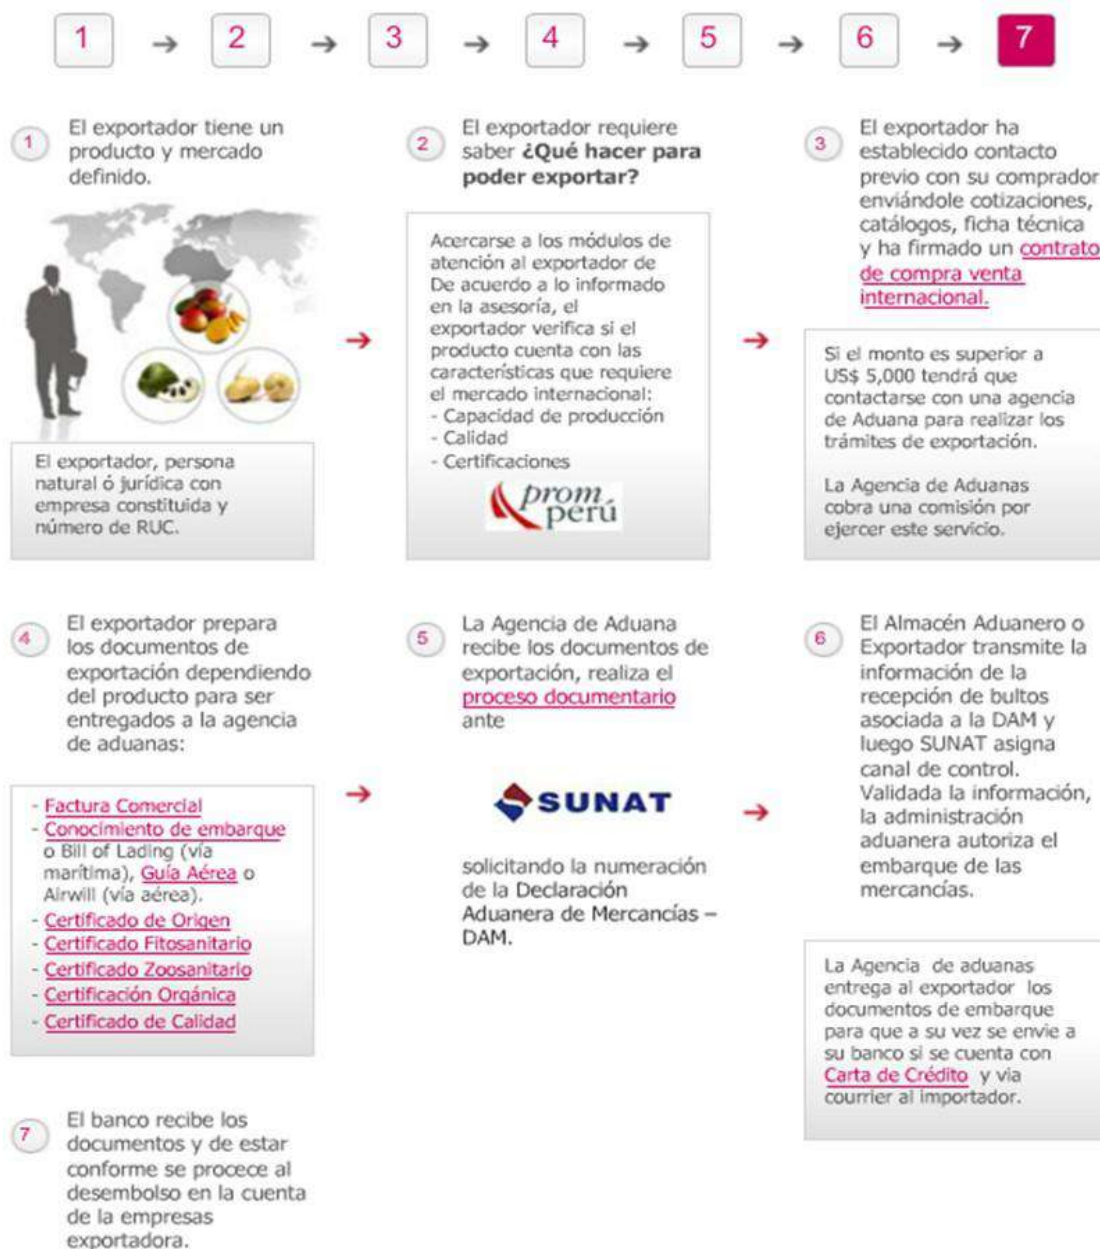 1 → 2 → 3 → 4 → 5 → 6 → 7
1
El exportador tiene un
producto y mercado
definido.
El exportador, persona
natural ó jurídica con
empresa constituida y
número de RUC.
2
El exportador requiere
saber ¿Qué hacer para
poder exportar?
Acercarse a los módulos de
atención al exportador de
De acuerdo a lo informado
en la asesoría, el
exportador verifica si el
producto cuenta con las
características que requiere
el mercado internacional:
- Capacidad de producción
- Calidad
- Certificaciones
prom
perú
3
El exportador ha
establecido contacto
previo con su comprador
enviándole cotizaciones,
catálogos, ficha técnica
y ha firmado un contrato
de compra venta
internacional.
Si el monto es superior a
US$ 5,000 tendrá que
contactarse con una agencia
de Aduana para realizar los
trámites de exportación.
La Agencia de Aduanas
cobra una comisión por
ejercer este servicio.
4
El exportador prepara
los documentos de
exportación dependiendo
del producto para ser
entregados a la agencia
de aduanas:
- Factura Comercial
- Conocimiento de embarque
o Bill of Lading (vía
marítima), Guía Aérea o
Airwill (vía aérea).
- Certificado de Origen
- Certificado Fitosanitario
- Certificado Zoosanitario
- Certificación Orgánica
- Certificado de Calidad
5
La Agencia de Aduana
recibe los documentos de
exportación, realiza el
proceso documentario
ante
SUNAT
solicitando la numeración
de la Declaración
Aduanera de Mercancías –
DAM.
6
El Almacén Aduanero o
Exportador transmite la
información de la
recepción de bultos
asociada a la DAM y
luego SUNAT asigna
canal de control.
Validada la información,
la administración
aduanera autoriza el
embarque de las
mercancías.
La Agencia de aduanas
entrega al exportador los
documentos de embarque
para que a su vez se envie a
su banco si se cuenta con
Carta de Crédito y via
courrier al importador.
7
El banco recibe los
documentos y de estar
conforme se procece al
desembolso en la cuenta
de la empresas
exportadora.